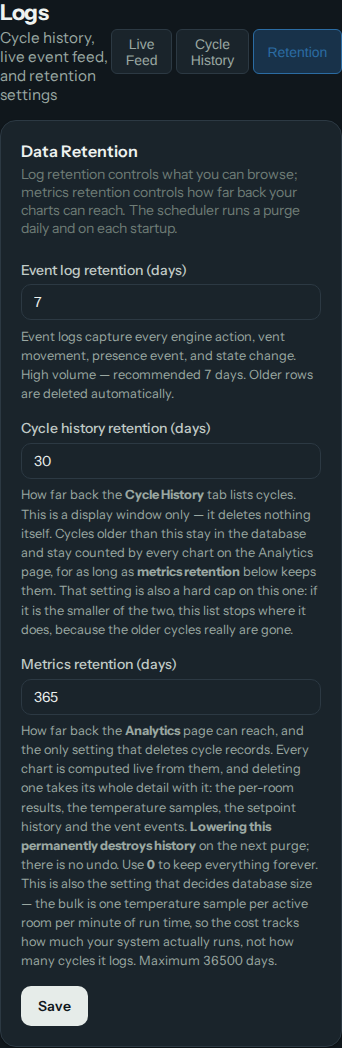 Logs
Cycle history,
live event feed,
and retention
settings
Live
Feed
Cycle
History
Retention
Data Retention
Log retention controls what you can browse;
metrics retention controls how far back your
charts can reach. The scheduler runs a purge
daily and on each startup.
Event log retention (days)
7
Event logs capture every engine action, vent
movement, presence event, and state change.
High volume — recommended 7 days. Older rows
are deleted automatically.
Cycle history retention (days)
30
How far back the Cycle History tab lists cycles.
This is a display window only — it deletes nothing
itself. Cycles older than this stay in the database
and stay counted by every chart on the Analytics
page, for as long as metrics retention below keeps
them. That setting is also a hard cap on this one: if
it is the smaller of the two, this list stops where it
does, because the older cycles really are gone.
Metrics retention (days)
365
How far back the Analytics page can reach, and
the only setting that deletes cycle records. Every
chart is computed live from them, and deleting
one takes its whole detail with it: the per-room
results, the temperature samples, the setpoint
history and the vent events. Lowering this
permanently destroys history on the next purge;
there is no undo. Use 0 to keep everything forever.
This is also the setting that decides database size
— the bulk is one temperature sample per active
room per minute of run time, so the cost tracks
how much your system actually runs, not how
many cycles it logs. Maximum 36500 days.
Save